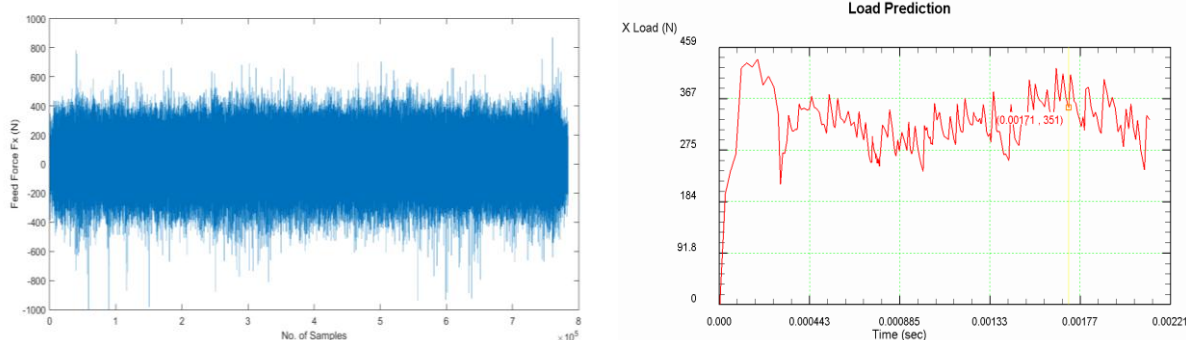 1000
800
600
400
200
0
-200
-400
-600
-800
-1000
Feed Force Fx (N)
0 1 2 3 4 5 6 7 8
No. of Samples
×10⁵
Load Prediction
X Load (N)
459
367
275
184
91.8
0
(0.00171 , 351)
0.000 0.000443 0.000885 0.00133 0.00177 0.00221
Time (sec)